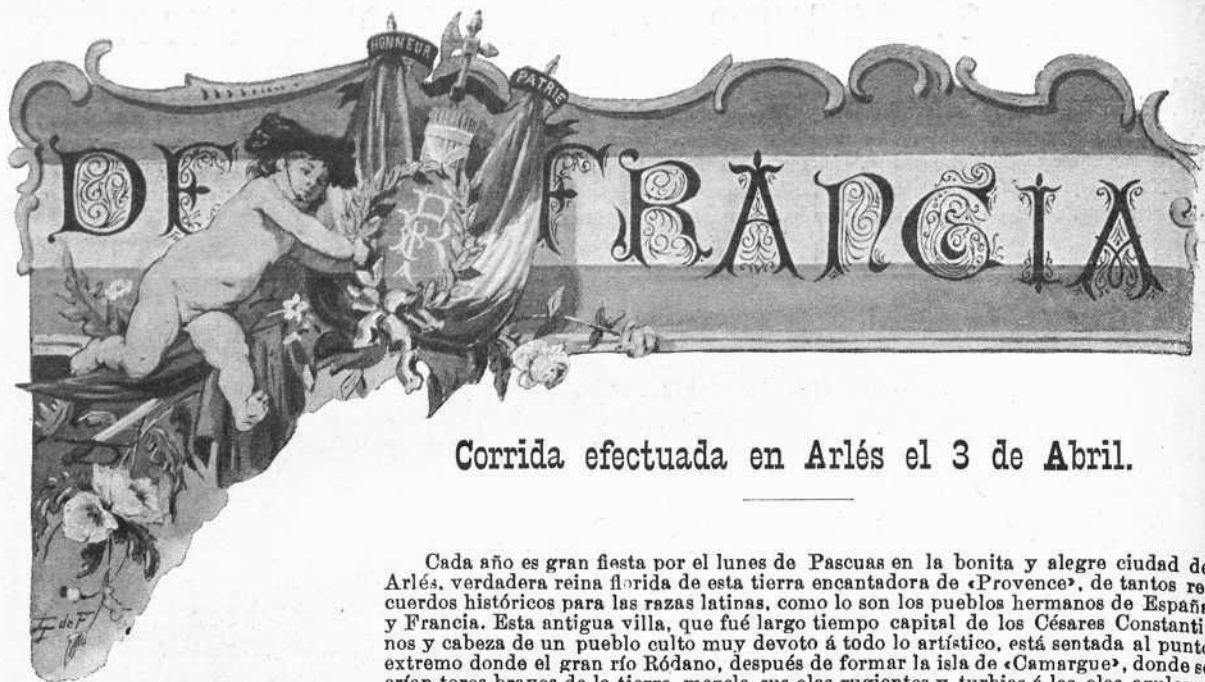 HONNEUR
PATRIE
DE FRANCIA
RF
Corrida efectuada en Arlés el 3 de Abril.
Cada año es gran fiesta por el lunes de Pascuas en la bonita y alegre ciudad de
Arlés, verdadera reina florida de esta tierra encantadora de «Provence», de tantos re
cuerdos históricos para las razas latinas, como lo son los pueblos hermanos de España
y Francia. Esta antigua villa, que fué largo tiempo capital de los Césares Constanti
nos y cabeza de un pueblo culto muy devoto á todo lo artístico, está sentada al punto
extremo donde el gran río Ródano, después de formar la isla de «Camargue», donde se